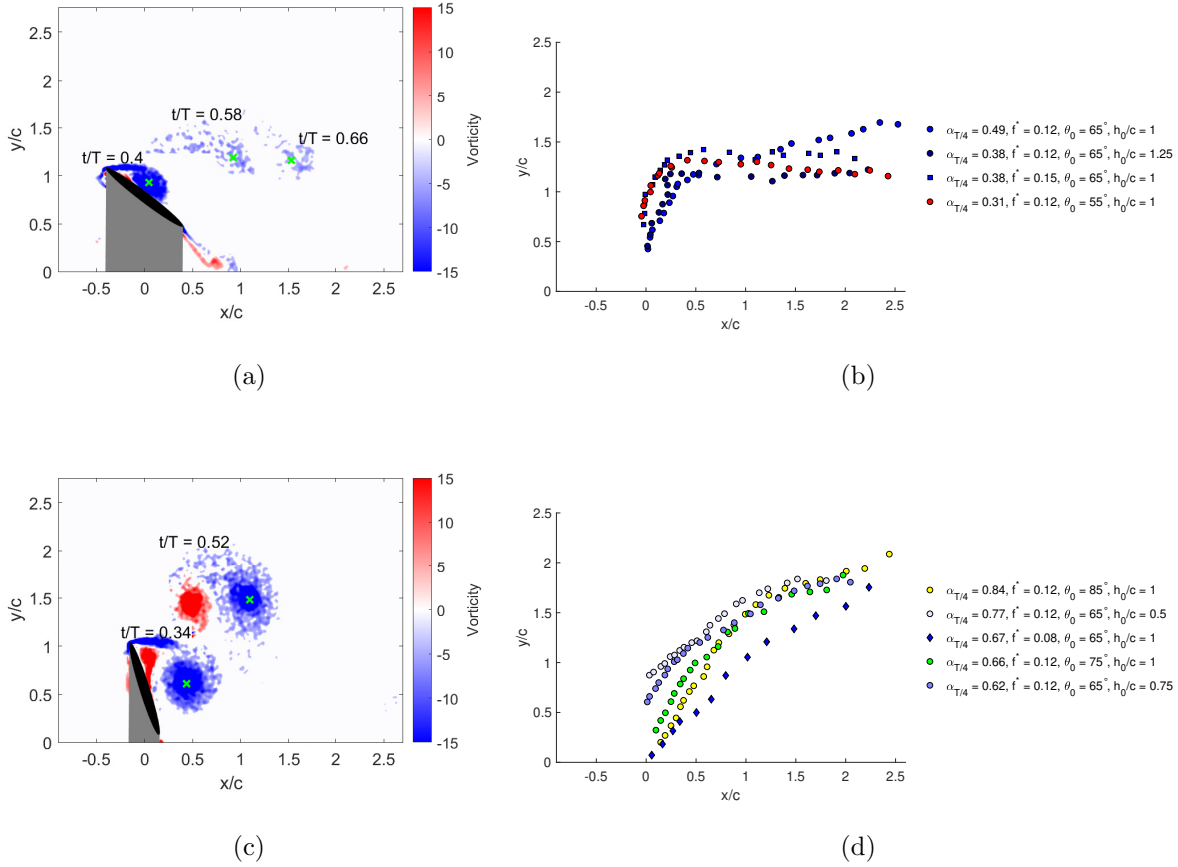 2.5
2
1.5
1
0.5
0
-0.5 0 0.5 1 1.5 2 2.5
y/c
x/c
t/T = 0.58
t/T = 0.66
t/T = 0.4
15
10
5
0
-5
-10
-15
Vorticity
(a)
2.5
2
1.5
1
0.5
0
-0.5 0 0.5 1 1.5 2 2.5
y/c
x/c
α_T/4 = 0.49, f* = 0.12, θ_0 = 65°, h_0/c = 1
α_T/4 = 0.38, f* = 0.12, θ_0 = 65°, h_0/c = 1.25
α_T/4 = 0.38, f* = 0.15, θ_0 = 65°, h_0/c = 1
α_T/4 = 0.31, f* = 0.12, θ_0 = 55°, h_0/c = 1
(b)
2.5
2
1.5
1
0.5
0
-0.5 0 0.5 1 1.5 2 2.5
y/c
x/c
t/T = 0.52
t/T = 0.34
15
10
5
0
-5
-10
-15
Vorticity
(c)
2.5
2
1.5
1
0.5
0
-0.5 0 0.5 1 1.5 2 2.5
y/c
x/c
α_T/4 = 0.84, f* = 0.12, θ_0 = 85°, h_0/c = 1
α_T/4 = 0.77, f* = 0.12, θ_0 = 65°, h_0/c = 0.5
α_T/4 = 0.67, f* = 0.08, θ_0 = 65°, h_0/c = 1
α_T/4 = 0.66, f* = 0.12, θ_0 = 75°, h_0/c = 1
α_T/4 = 0.62, f* = 0.12, θ_0 = 65°, h_0/c = 0.75
(d)